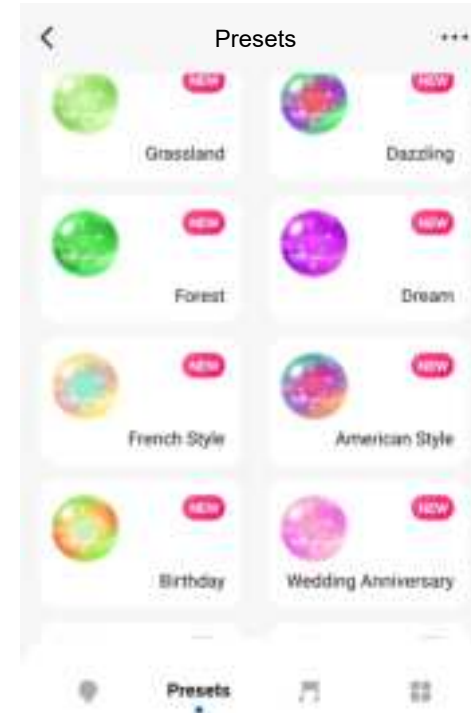 Presets
NEW
NEW
Grassland
Dazzling
NEW
NEW
Forest
Dream
NEW
NEW
French Style
American Style
NEW
NEW
Birthday
Wedding Anniversary
Presets